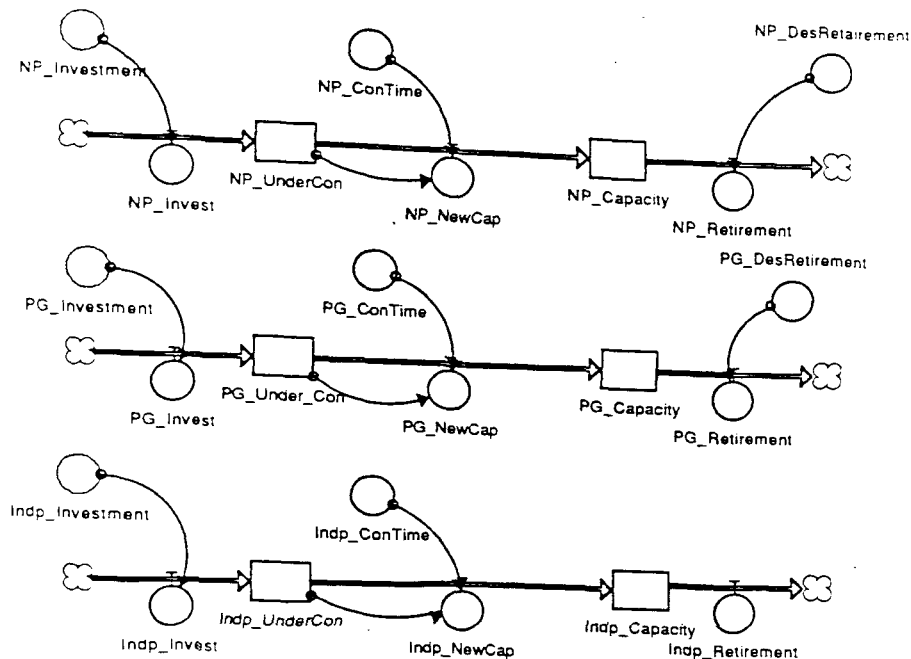 NP_DesRetairement
NP_Investment
NP_ConTime
NP_UnderCon
NP_Capacity
NP_Invest
NP_NewCap
NP_Retirement
PG_DesRetirement
PG_Investment
PG_ConTime
PG_Under_Con
PG_Capacity
PG_Invest
PG_NewCap
PG_Retirement
Indp_Investment
Indp_ConTime
Indp_UnderCon
Indp_Capacity
Indp_Invest
Indp_NewCap
Indp_Retirement